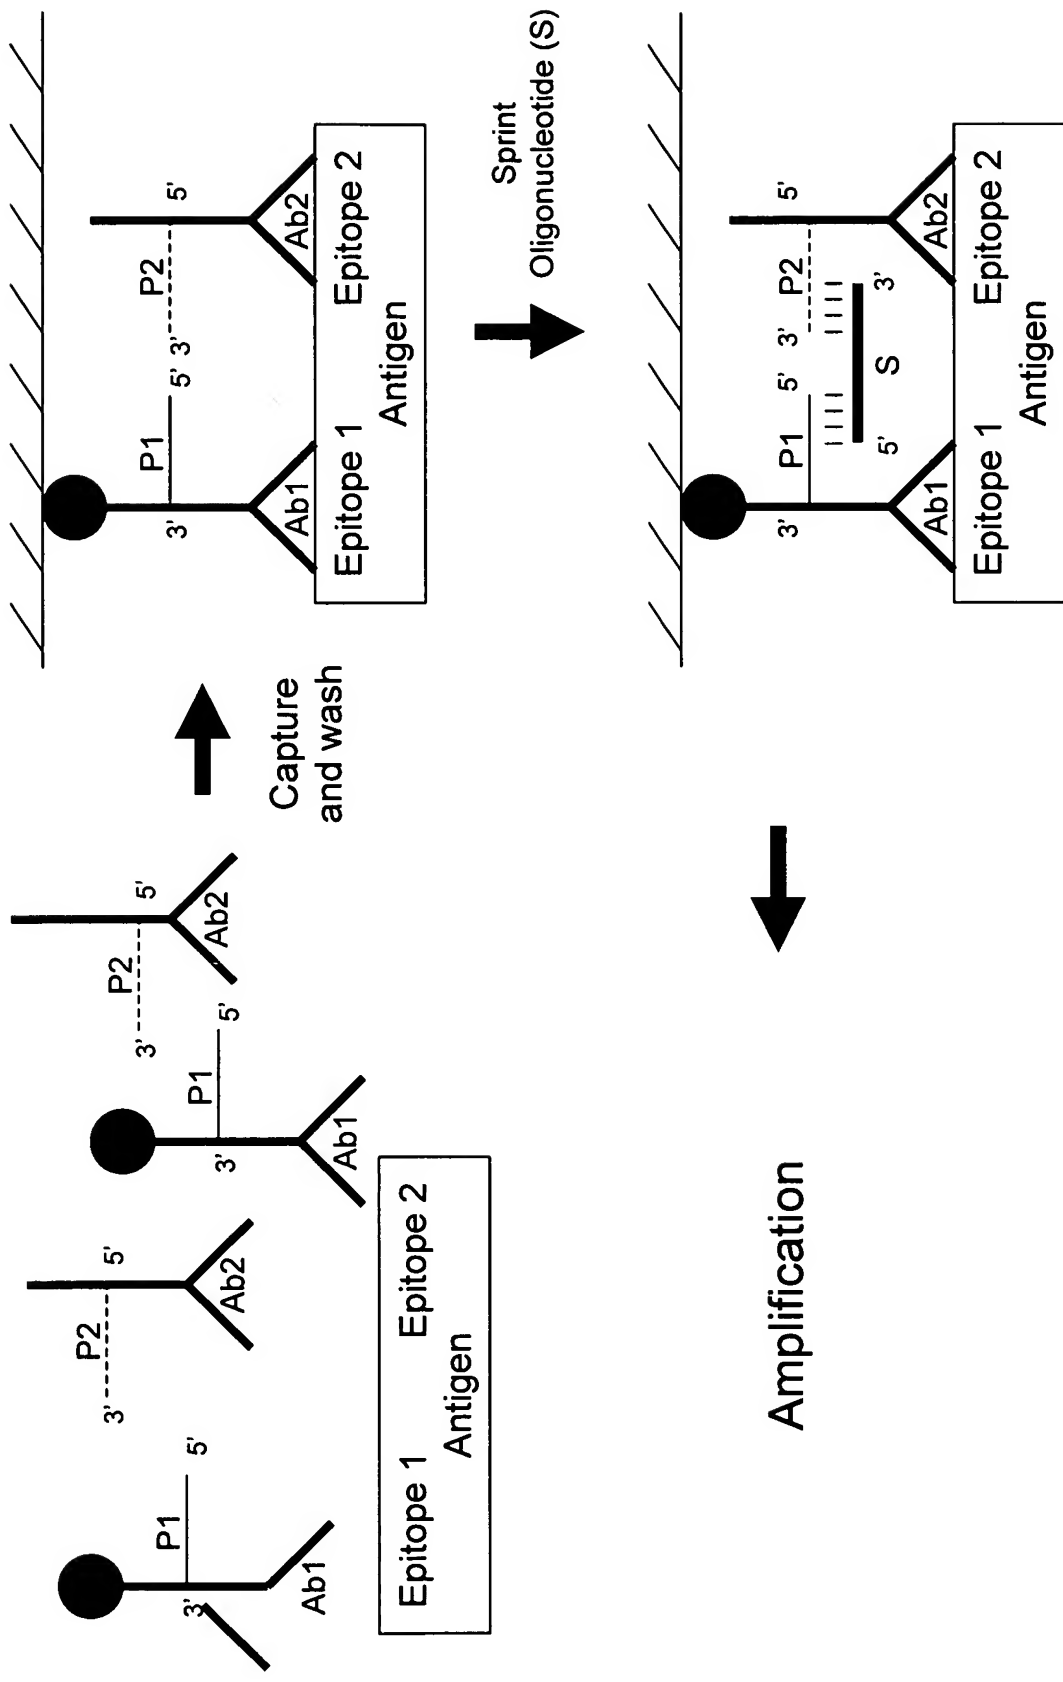 P1
5'
3'
Ab1
P2
3'
5'
Ab2
P1
5'
3'
Ab1
P2
3'
5'
Ab2
Epitope 1
Epitope 2
Antigen
Capture
and wash
P1
P2
5'
3'
3'
5'
Ab1
Ab2
Epitope 1
Epitope 2
Antigen
Sprint
Oligonucleotide (S)
P1
P2
3'
5'
3'
5'
5'
S
3'
Ab1
Ab2
Epitope 1
Epitope 2
Antigen
Amplification